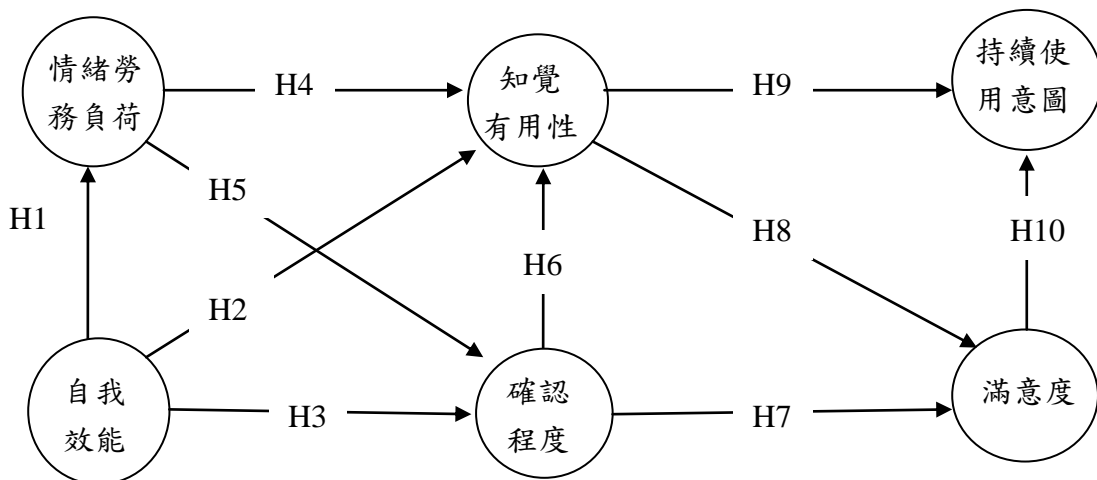 情緒勞
務負荷
H4
知覺
有用性
H9
持續使
用意圖
H5
H1
H8
H10
H6
H2
自我
效能
H3
確認
程度
H7
滿意度